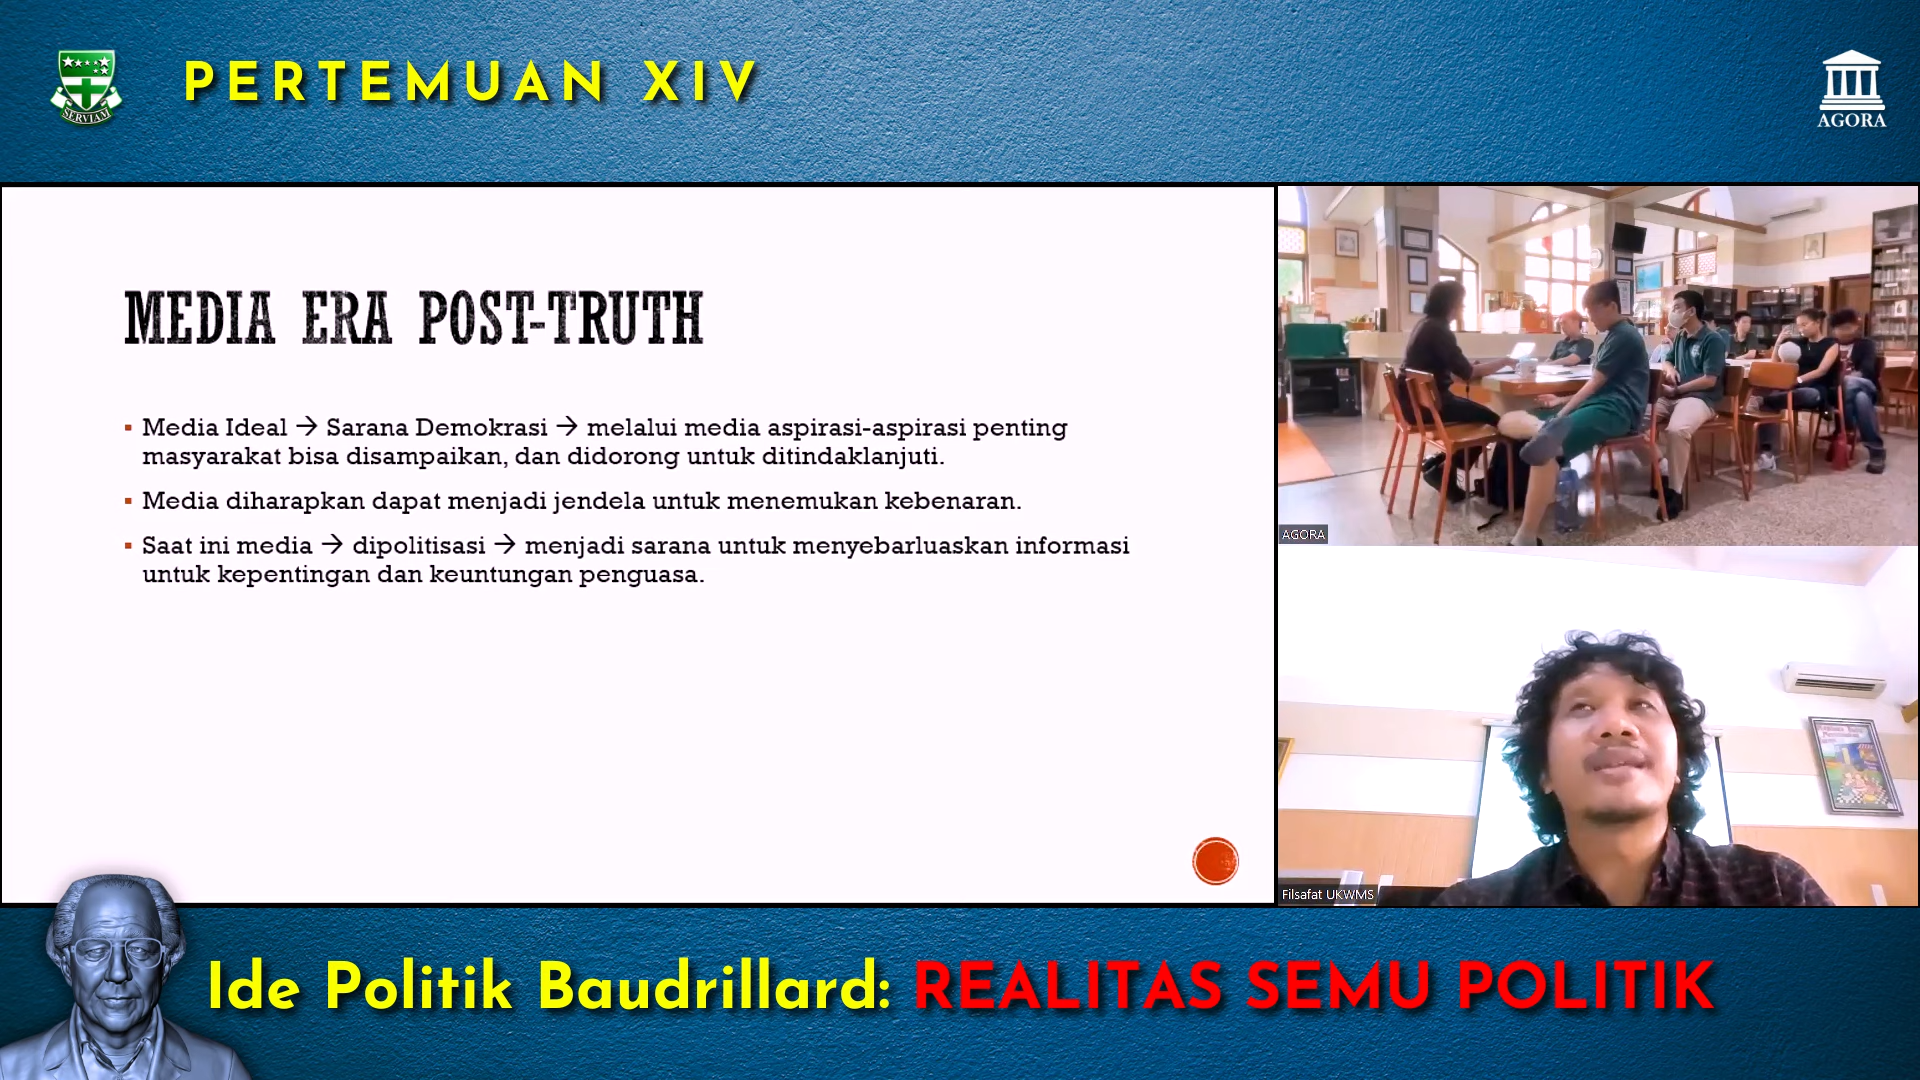 PERTEMUAN XIV
SERVIAM
AGORA
MEDIA ERA POST-TRUTH
▪ Media Ideal → Sarana Demokrasi → melalui media aspirasi-aspirasi penting
masyarakat bisa disampaikan, dan didorong untuk ditindaklanjuti.
▪ Media diharapkan dapat menjadi jendela untuk menemukan kebenaran.
▪ Saat ini media → dipolitisasi → menjadi sarana untuk menyebarluaskan informasi
untuk kepentingan dan keuntungan penguasa.
AGORA
Filsafat UKWMS
Ide Politik Baudrillard: REALITAS SEMU POLITIK